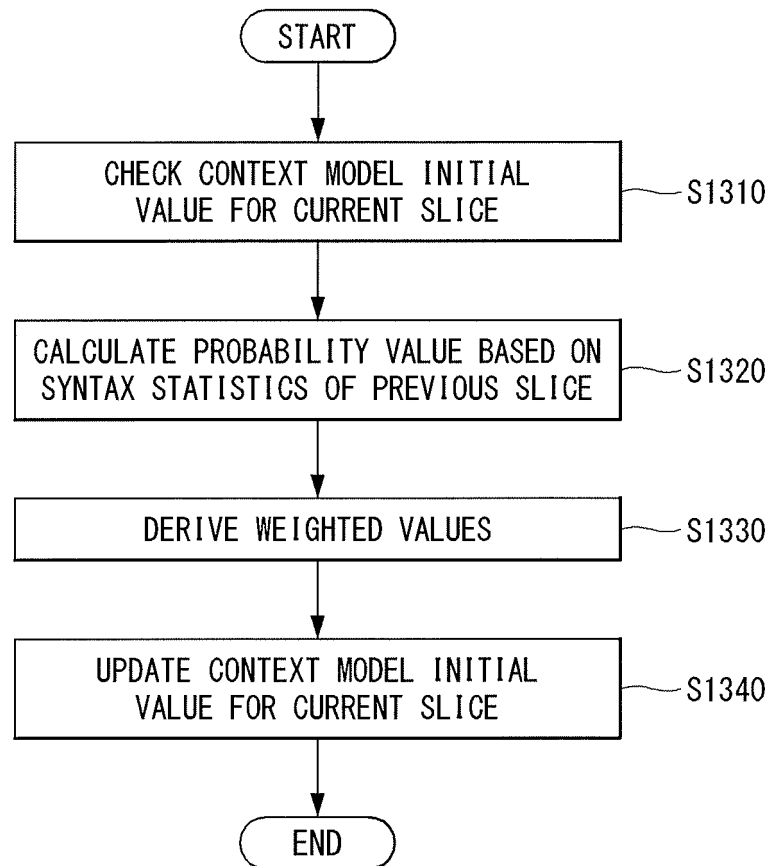 START
CHECK CONTEXT MODEL INITIAL
VALUE FOR CURRENT SLICE
S1310
CALCULATE PROBABILITY VALUE BASED ON
SYNTAX STATISTICS OF PREVIOUS SLICE
S1320
DERIVE WEIGHTED VALUES
S1330
UPDATE CONTEXT MODEL INITIAL
VALUE FOR CURRENT SLICE
S1340
END